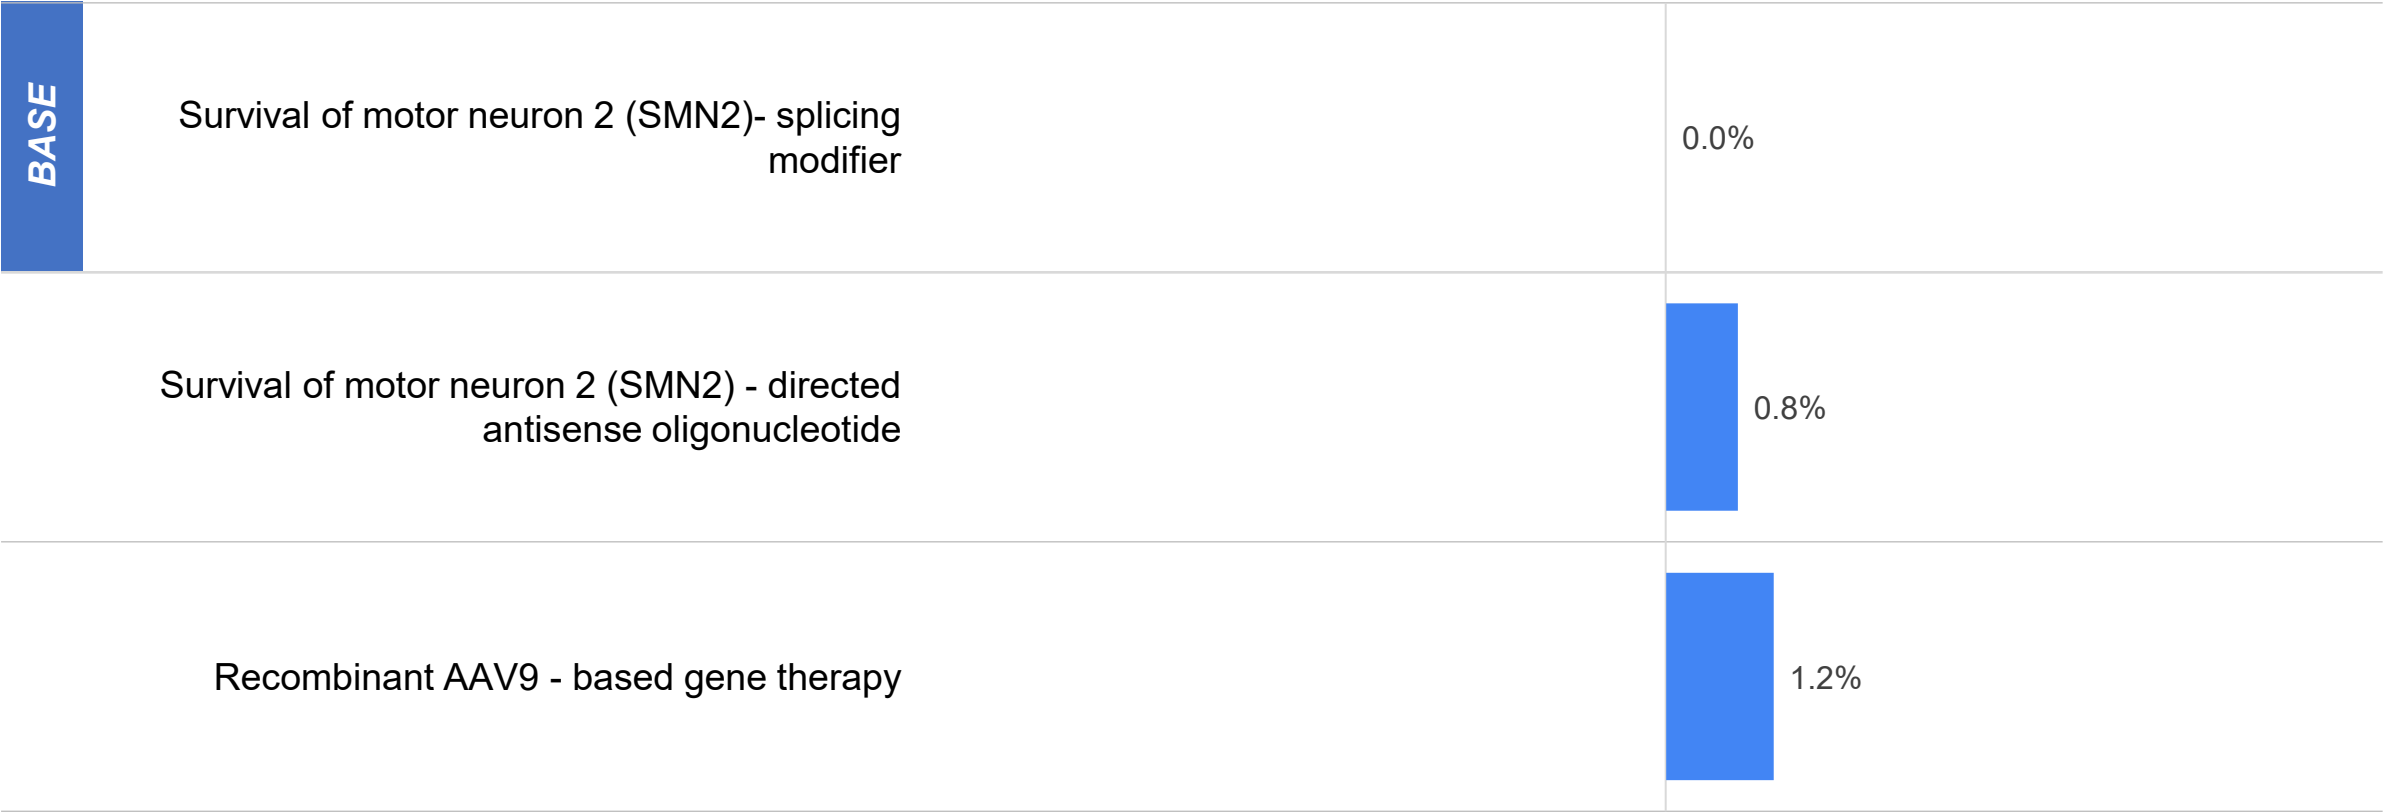 BASE
Survival of motor neuron 2 (SMN2)- splicing
modifier
0.0%
Survival of motor neuron 2 (SMN2) - directed
antisense oligonucleotide
0.8%
Recombinant AAV9 - based gene therapy
1.2%